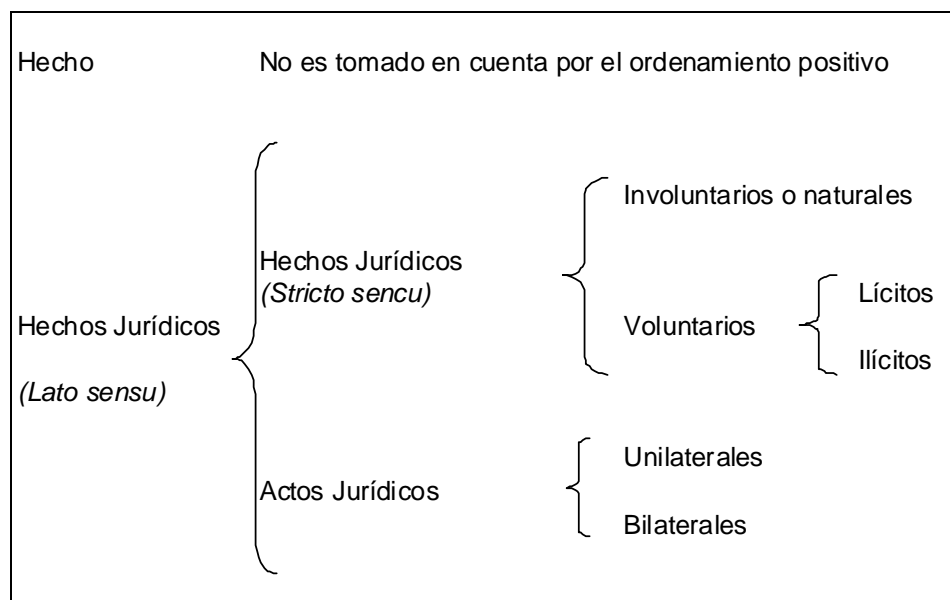 Hecho No es tomado en cuenta por el ordenamiento positivo
Involuntarios o naturales
Hechos Jurídicos
(Stricto sencu)
Lícitos
Hechos Jurídicos Voluntarios
Ilícitos
(Lato sensu)
Unilaterales
Actos Jurídicos
Bilaterales